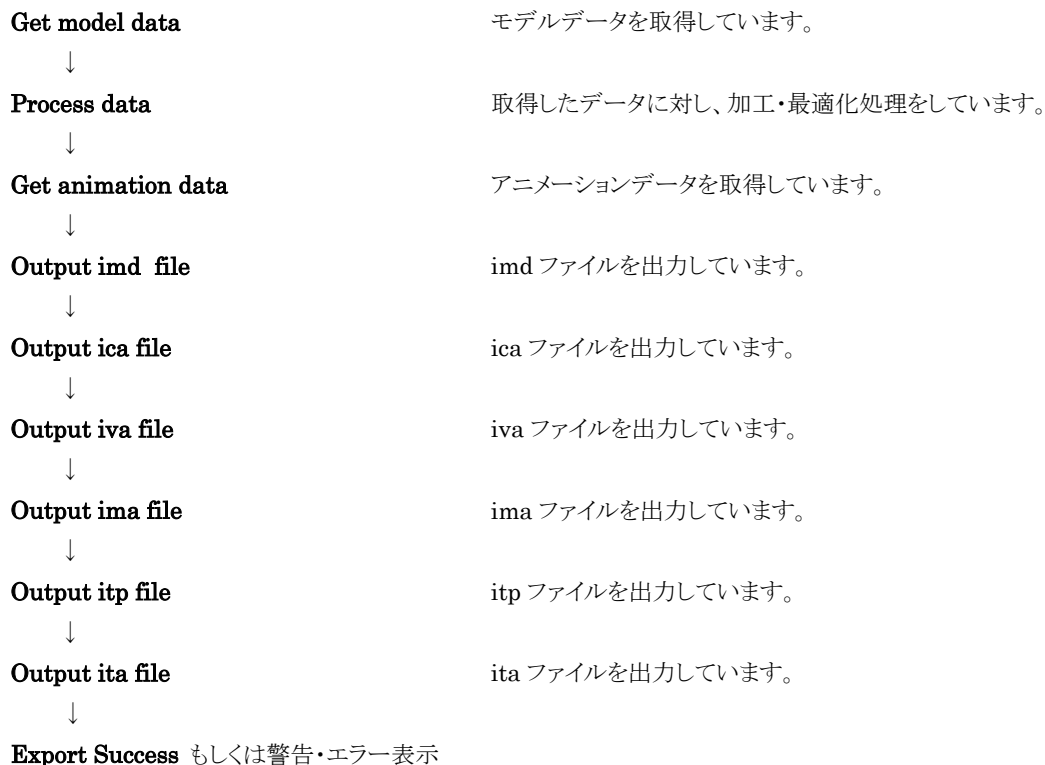 Get model data モデルデータを取得しています。
↓
Process data 取得したデータに対し、加工・最適化処理をしています。
↓
Get animation data アニメーションデータを取得しています。
↓
Output imd file imd ファイルを出力しています。
↓
Output ica file ica ファイルを出力しています。
↓
Output iva file iva ファイルを出力しています。
↓
Output ima file ima ファイルを出力しています。
↓
Output itp file itp ファイルを出力しています。
↓
Output ita file ita ファイルを出力しています。
↓
Export Success もしくは警告・エラー表示